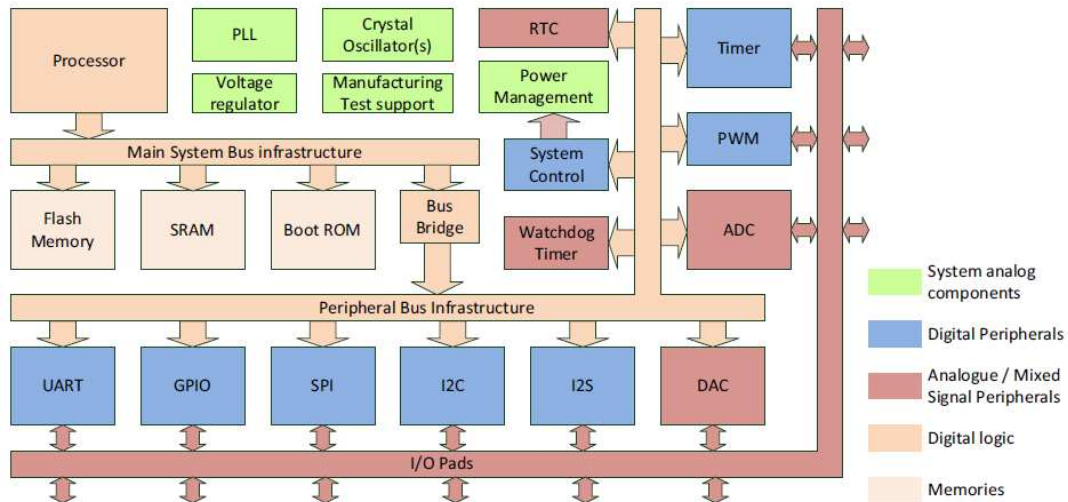 Processor
PLL
Crystal
Oscillator(s)
RTC
Timer
Voltage
regulator
Manufacturing
Test support
Power
Management
Main System Bus infrastructure
System
Control
PWM
Flash
Memory
SRAM
Boot ROM
Bus
Bridge
Watchdog
Timer
ADC
Peripheral Bus Infrastructure
UART
GPIO
SPI
I2C
I2S
DAC
I/O Pads
System analog
components
Digital Peripherals
Analogue / Mixed
Signal Peripherals
Digital logic
Memories